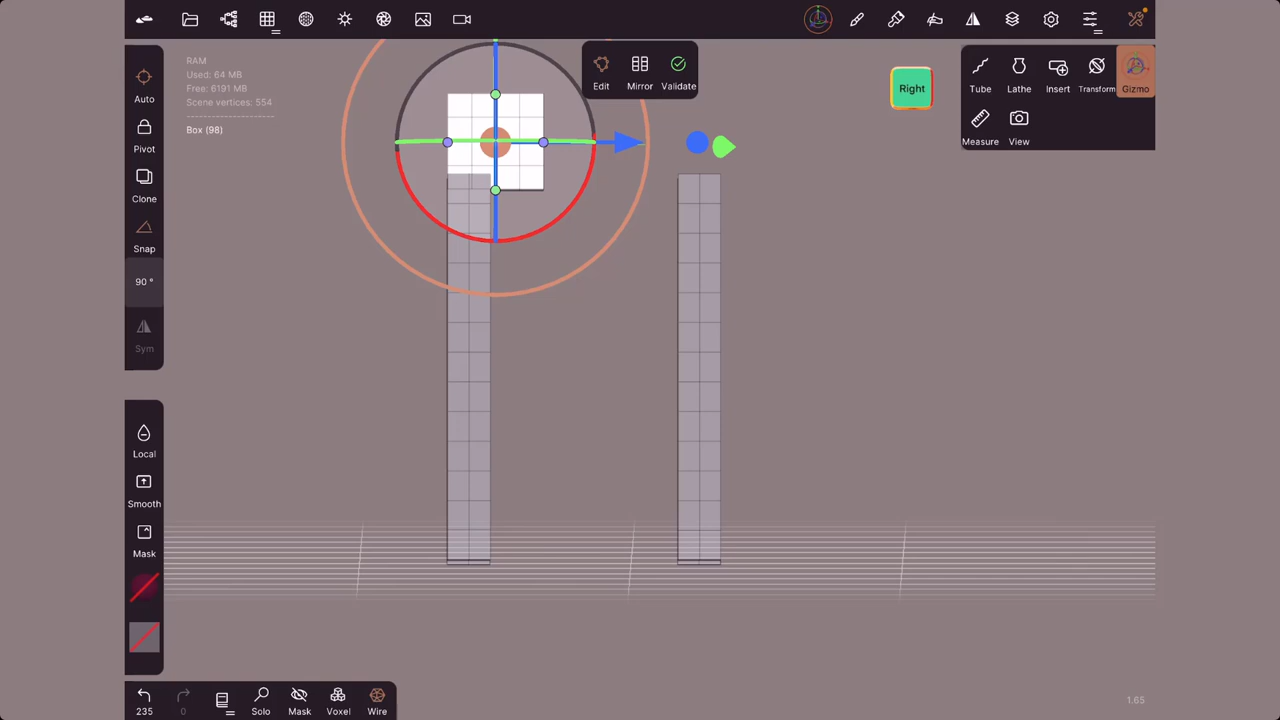 RAM
Used: 64 MB
Free: 6191 MB
Scene vertices: 554
Box (98)
Auto
Pivot
Clone
Snap
90 °
Sym
Local
Smooth
Mask
Edit
Mirror
Validate
Right
Tube
Lathe
Insert
Transform
Gizmo
Measure
View
235
0
Solo
Mask
Voxel
Wire
1.65